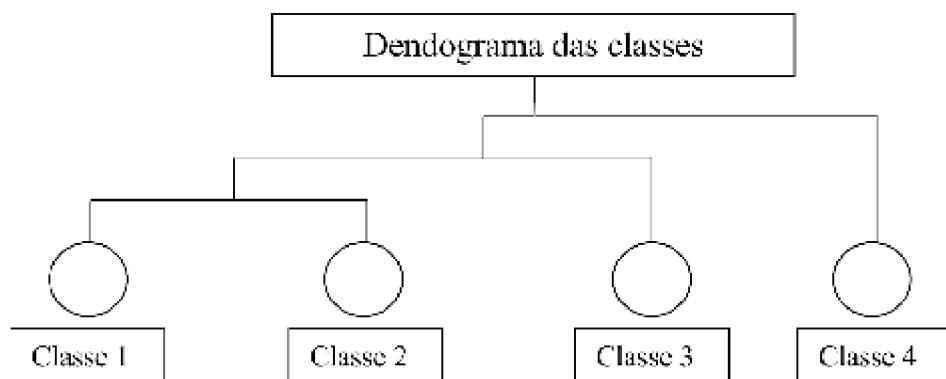 Dendograma das classes
Classe 1
Classe 2
Classe 3
Classe 4